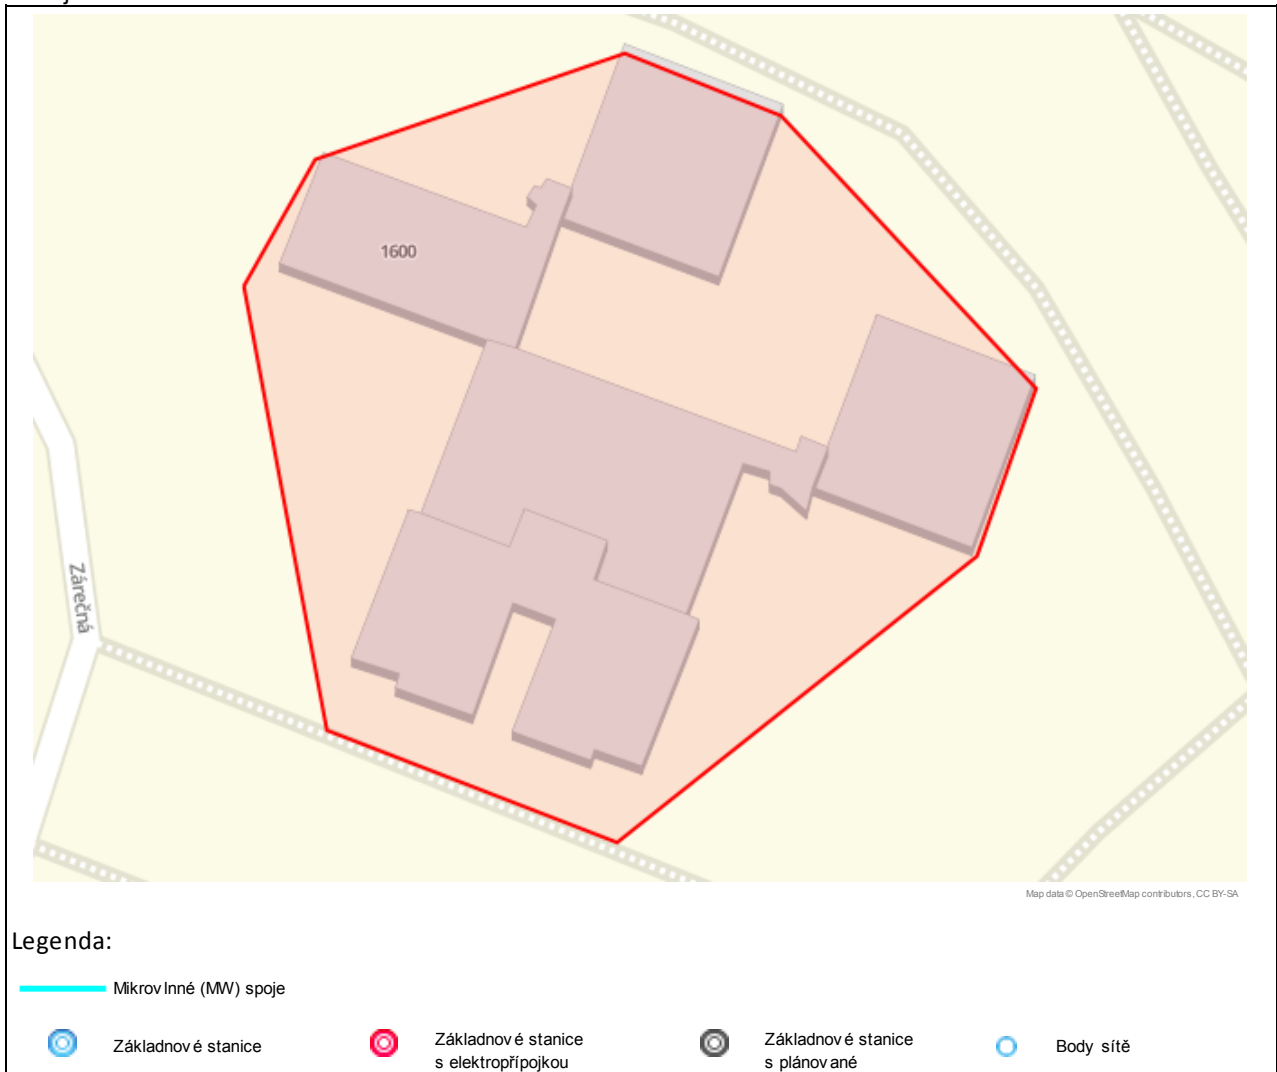 1600
Zárečná
Map data © OpenStreetMap contributors, CC BY-SA
Legenda:
Mikrovlnné (MW) spoje
Základnové stanice
Základnové stanice
s elektropřípojkou
Základnové stanice
s plánované
Body sítě